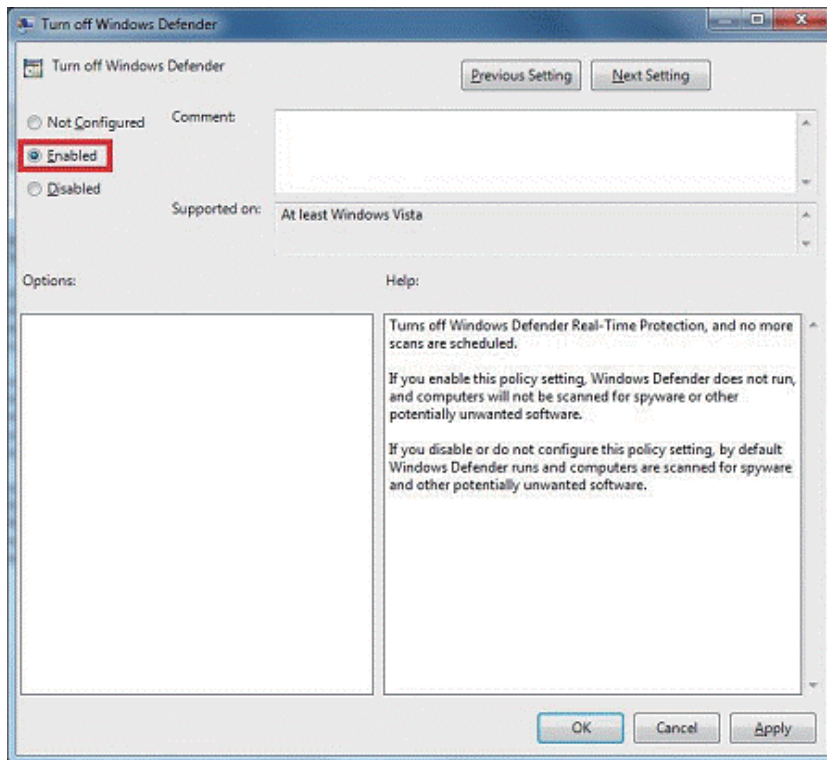 Turn off Windows Defender
Turn off Windows Defender
Previous Setting
Next Setting
Not Configured
Comment:
Enabled
Disabled
Supported on:
At least Windows Vista
Options:
Help:
Turns off Windows Defender Real-Time Protection, and no more
scans are scheduled.
If you enable this policy setting, Windows Defender does not run,
and computers will not be scanned for spyware or other
potentially unwanted software.
If you disable or do not configure this policy setting, by default
Windows Defender runs and computers are scanned for spyware
and other potentially unwanted software.
OK
Cancel
Apply